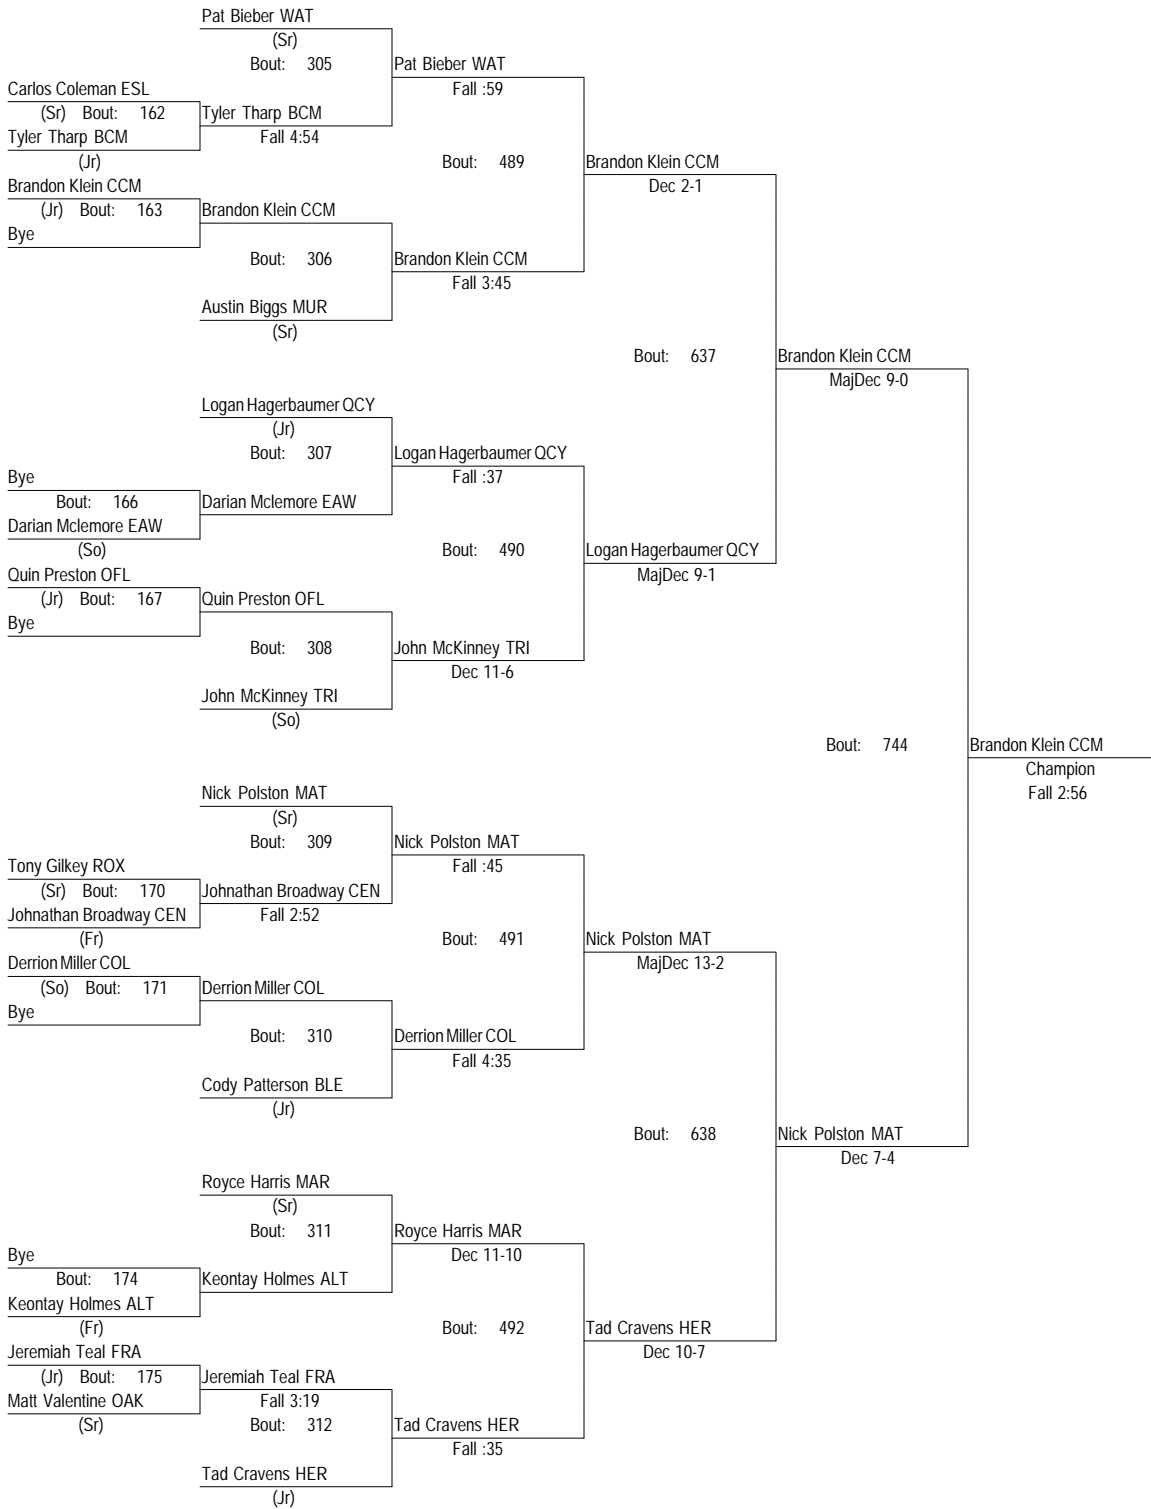 Pat Bieber WAT
(Sr)
Bout: 305
Pat Bieber WAT
Fall :59
Carlos Coleman ESL
(Sr) Bout: 162
Tyler Tharp BCM
Tyler Tharp BCM
Fall 4:54
(Jr)
Bout: 489
Brandon Klein CCM
Dec 2-1
Brandon Klein CCM
(Jr) Bout: 163
Brandon Klein CCM
Bye
Bout: 306
Brandon Klein CCM
Fall 3:45
Austin Biggs MUR
(Sr)
Bout: 637
Brandon Klein CCM
MajDec 9-0
Logan Hagerbaumer QCY
(Jr)
Bout: 307
Logan Hagerbaumer QCY
Fall :37
Bye
Bout: 166
Darian Mclemore EAW
Darian Mclemore EAW
(So)
Bout: 490
Logan Hagerbaumer QCY
MajDec 9-1
Quin Preston OFL
(Jr) Bout: 167
Quin Preston OFL
Bye
Bout: 308
John McKinney TRI
Dec 11-6
John McKinney TRI
(So)
Bout: 744
Brandon Klein CCM
Champion
Fall 2:56
Nick Polston MAT
(Sr)
Bout: 309
Nick Polston MAT
Fall :45
Tony Gilkey ROX
(Sr) Bout: 170
Johnathan Broadway CEN
Johnathan Broadway CEN
Fall 2:52
(Fr)
Bout: 491
Nick Polston MAT
MajDec 13-2
Derrion Miller COL
(So) Bout: 171
Derrion Miller COL
Bye
Bout: 310
Derrion Miller COL
Fall 4:35
Cody Patterson BLE
(Jr)
Bout: 638
Nick Polston MAT
Dec 7-4
Royce Harris MAR
(Sr)
Bout: 311
Royce Harris MAR
Dec 11-10
Bye
Bout: 174
Keontay Holmes ALT
Keontay Holmes ALT
(Fr)
Bout: 492
Tad Cravens HER
Dec 10-7
Jeremiah Teal FRA
(Jr) Bout: 175
Jeremiah Teal FRA
Matt Valentine OAK
Fall 3:19
(Sr)
Bout: 312
Tad Cravens HER
Fall :35
Tad Cravens HER
(Jr)